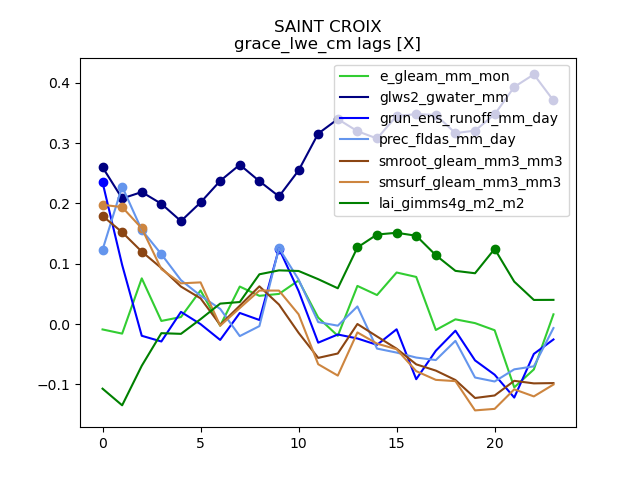 SAINT CROIX
grace_lwe_cm lags [X]
e_gleam_mm_mon
glws2_gwater_mm
grun_ens_runoff_mm_day
prec_fldas_mm_day
smroot_gleam_mm3_mm3
smsurf_gleam_mm3_mm3
lai_gimms4g_m2_m2
0.4
0.3
0.2
0.1
0.0
−0.1
0 5 10 15 20